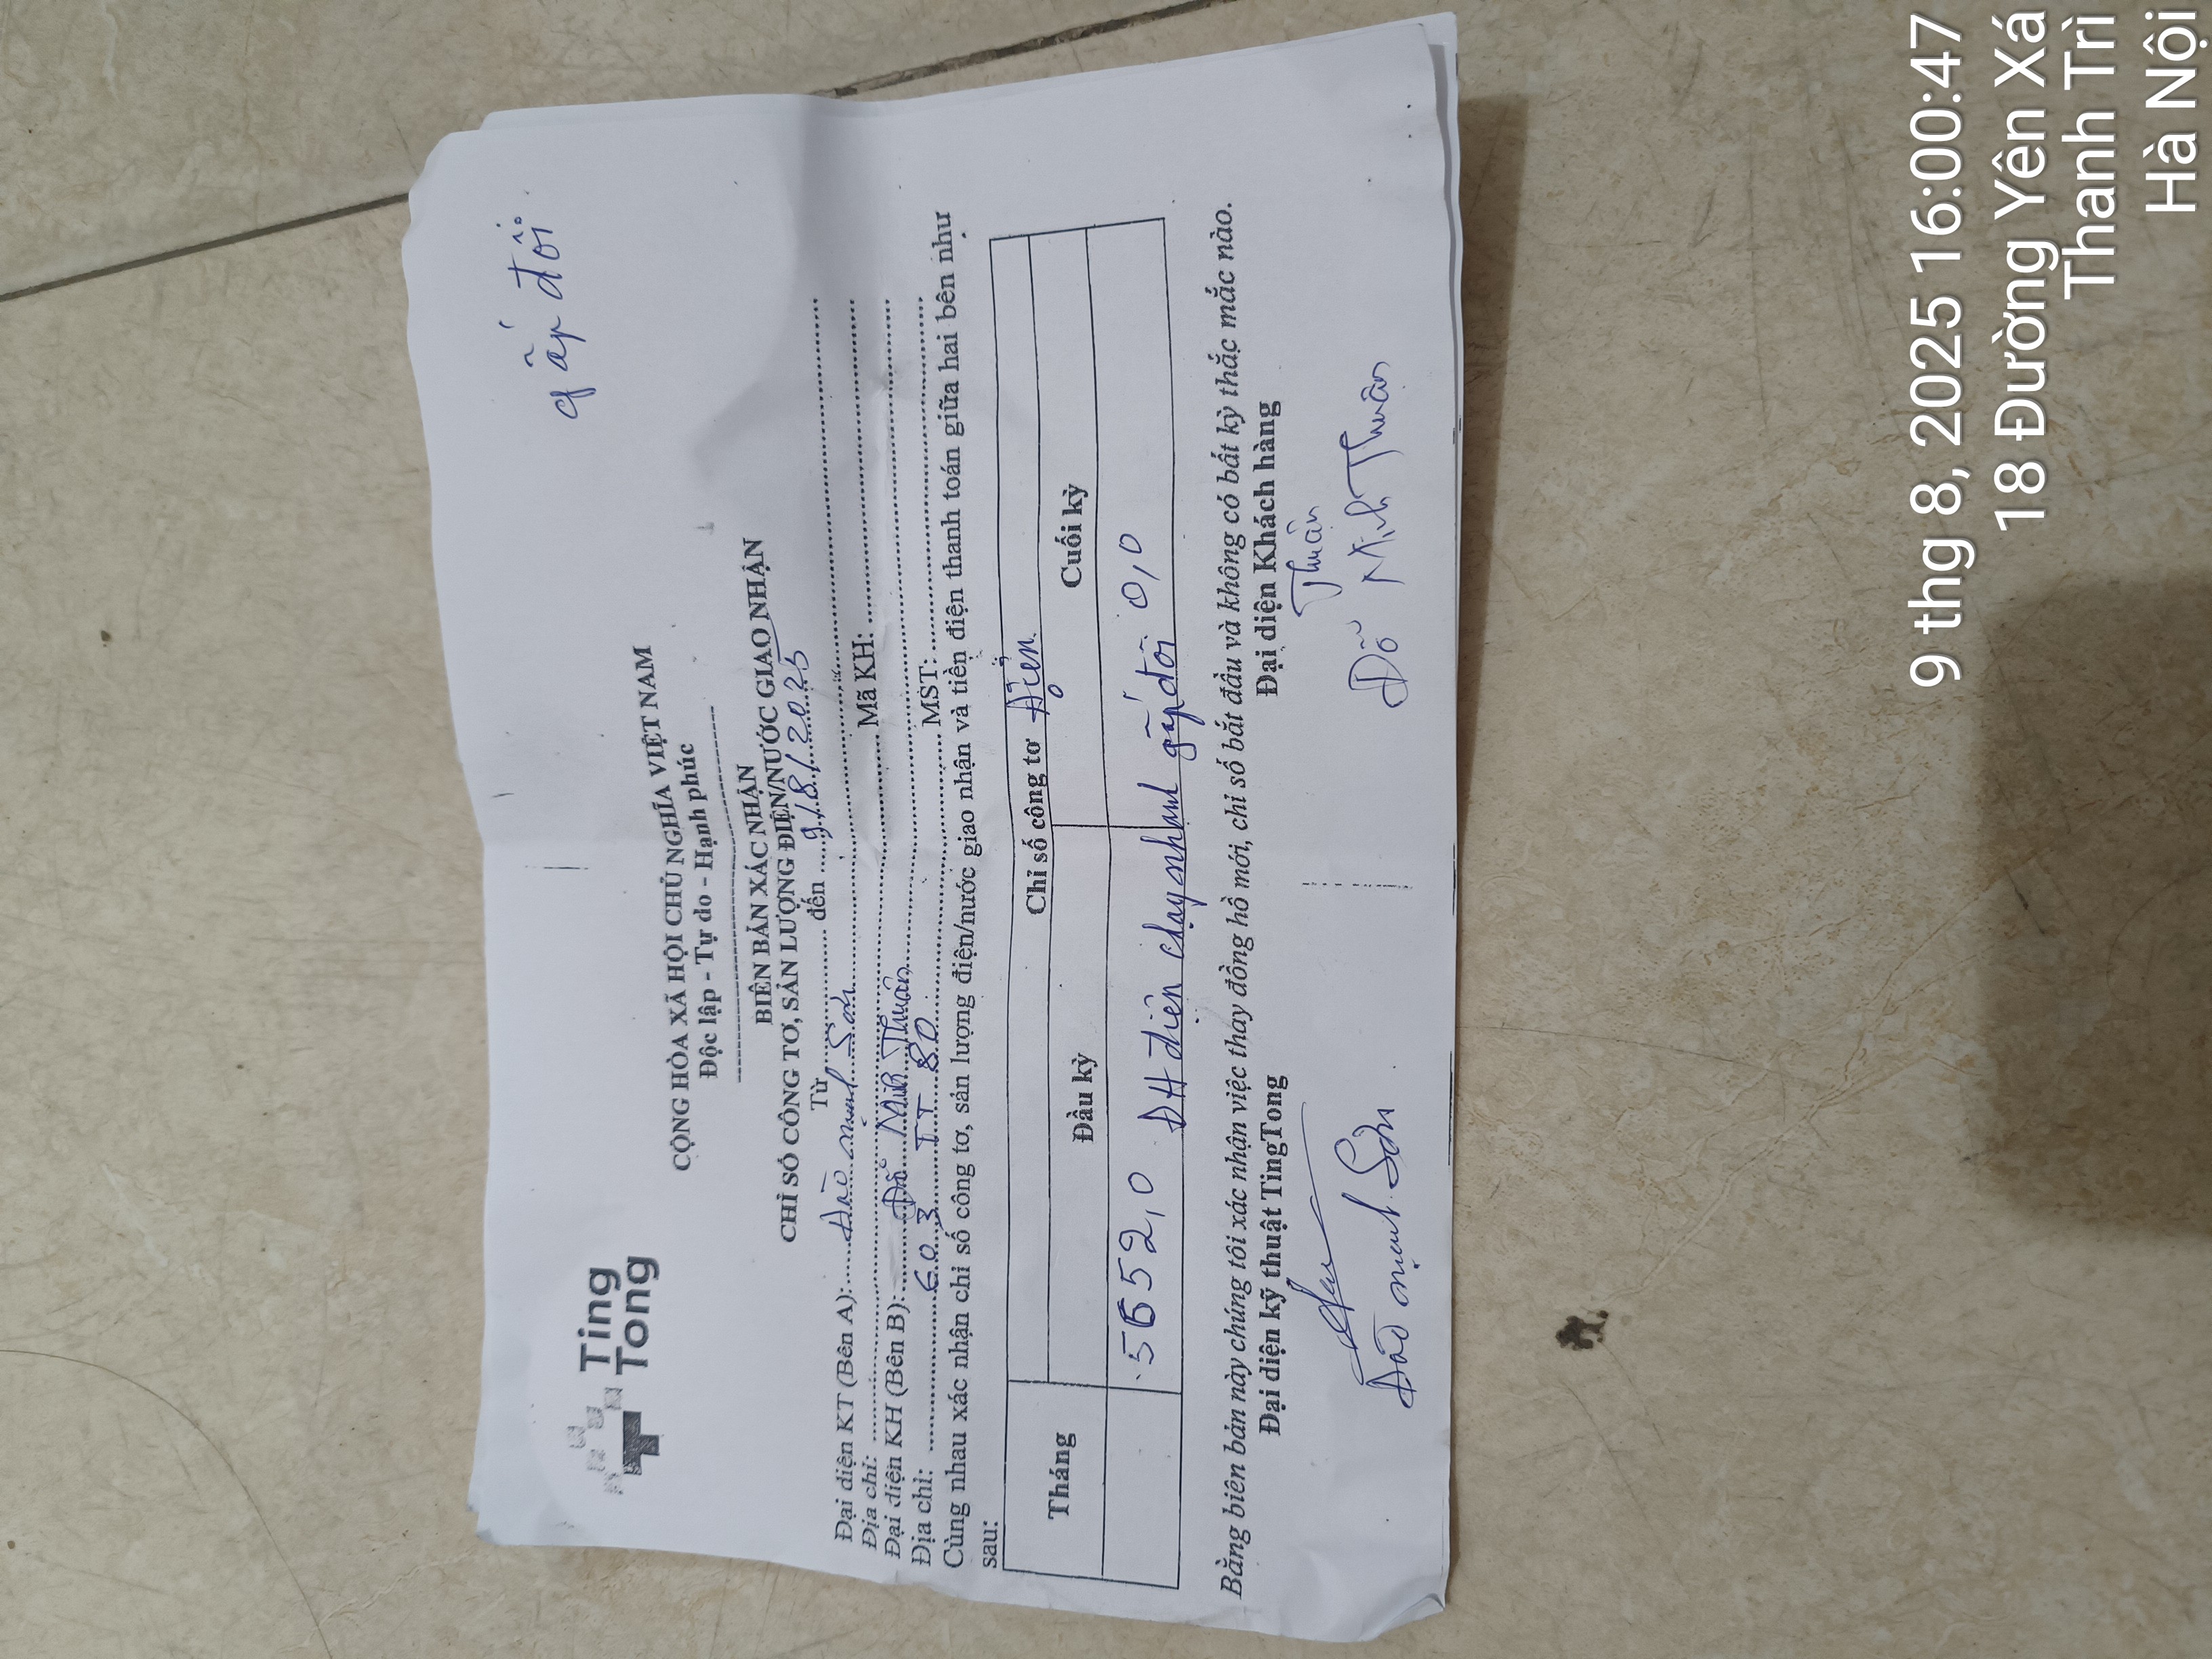 gấp đôi.
Ting
Tong
CỘNG HÒA XÃ HỘI CHỦ NGHĨA VIỆT NAM
Độc lập - Tự do - Hạnh phúc
BIÊN BẢN XÁC NHẬN
CHỈ SỐ CÔNG TƠ, SẢN LƯỢNG ĐIỆN/NƯỚC GIAO NHẬN
Từ đến 9/8/2025
Đại diện KT (Bên A): Đào Mạnh Sơn
Địa chỉ: Mã KH:
Đại diện KH (Bên B): Đỗ Minh Thuận
Địa chỉ: 603 MST:
Cùng nhau xác nhận chỉ số công tơ, sản lượng điện/nước giao nhận và tiền điện thanh toán giữa hai bên như
sau:
Tháng Chỉ số công tơ Điện
Đầu kỳ Cuối kỳ
5652,0 0,0
ĐH điện chạy nhanh gấp đôi
Bằng biên bản này chúng tôi xác nhận việc thay đồng hồ mới, chỉ số bắt đầu và không có bất kỳ thắc mắc nào.
Đại diện kỹ thuật TingTong Đại diện Khách hàng
Thuận
Đào Mạnh Sơn Đỗ Minh Thuận
9 thg 8, 2025 16:00:47
18 Đường Yên Xá
Thanh Trì
Hà Nội